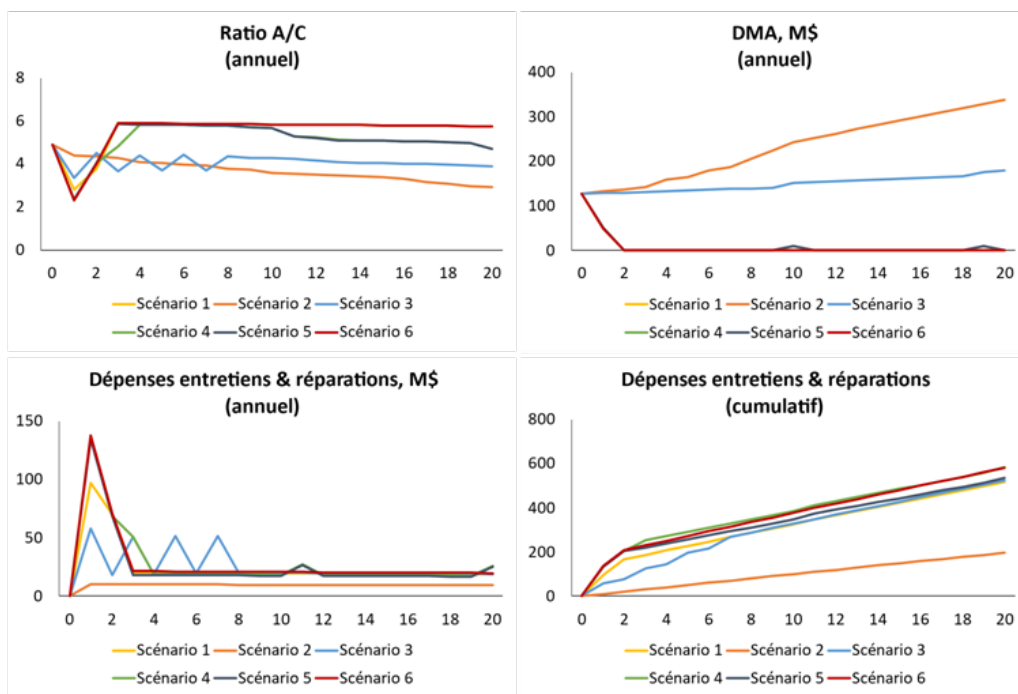 Ratio A/C
(annuel)
8
6
4
2
0
0 2 4 6 8 10 12 14 16 18 20
Scénario 1 Scénario 2 Scénario 3
Scénario 4 Scénario 5 Scénario 6
DMA, M$
(annuel)
400
300
200
100
0
0 2 4 6 8 10 12 14 16 18 20
Scénario 1 Scénario 2 Scénario 3
Scénario 4 Scénario 5 Scénario 6
Dépenses entretiens & réparations, M$
(annuel)
150
100
50
0
0 2 4 6 8 10 12 14 16 18 20
Scénario 1 Scénario 2 Scénario 3
Scénario 4 Scénario 5 Scénario 6
Dépenses entretiens & réparations
(cumulatif)
800
600
400
200
0
0 2 4 6 8 10 12 14 16 18 20
Scénario 1 Scénario 2 Scénario 3
Scénario 4 Scénario 5 Scénario 6